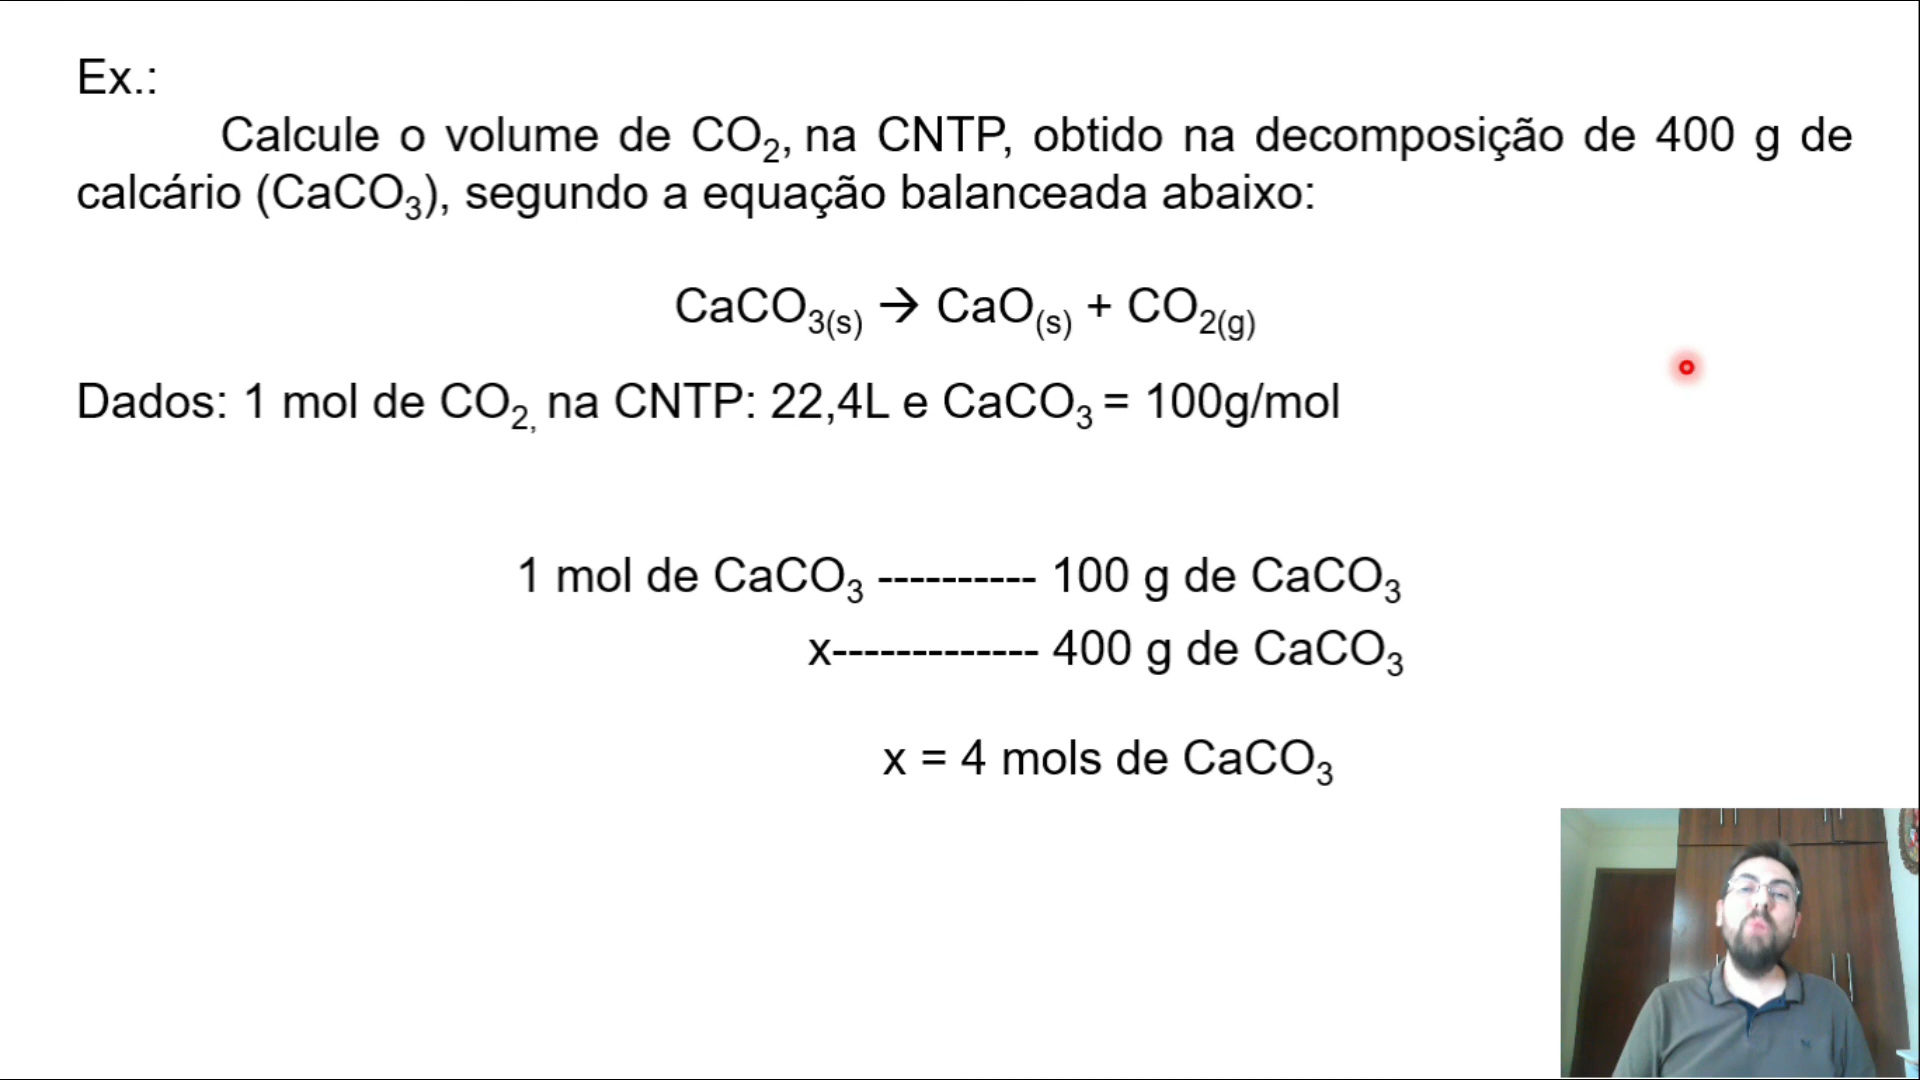 Ex.:
Calcule o volume de CO₂, na CNTP, obtido na decomposição de 400 g de
calcário (CaCO₃), segundo a equação balanceada abaixo:
CaCO₃₍s₎ → CaO₍s₎ + CO₂₍g₎
Dados: 1 mol de CO₂, na CNTP: 22,4L e CaCO₃ = 100g/mol
1 mol de CaCO₃ ---------- 100 g de CaCO₃
x------------- 400 g de CaCO₃
x = 4 mols de CaCO₃